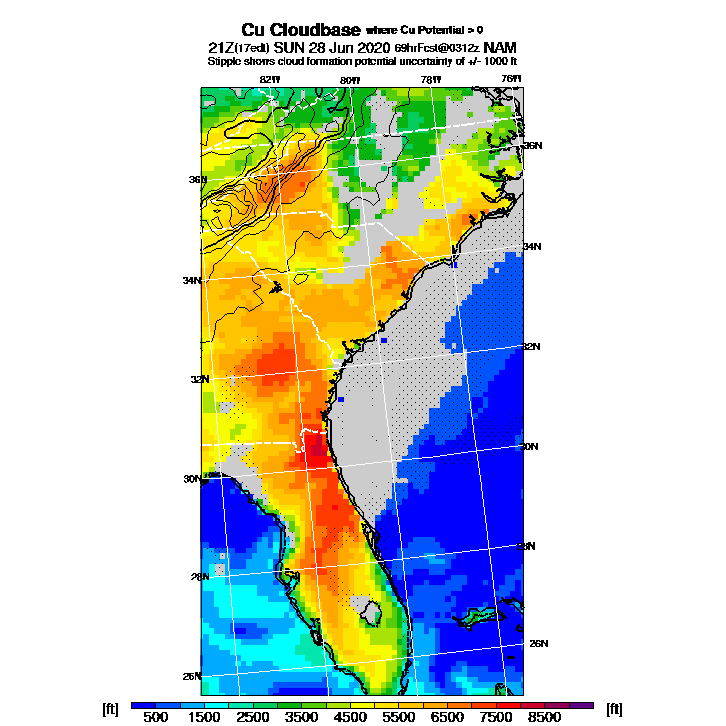 Cu Cloudbase where Cu Potential > 0
21Z(17edt) SUN 28 Jun 2020 69hrFcst@0312z NAM
Stipple shows cloud formation potential uncertainty of +/- 1000 ft
82W 80W 78W 76W
36N
36N
34N
34N
32N
32N
30N
30N
28N
28N
26N
26N
[ft] 500 1500 2500 3500 4500 5500 6500 7500 8500 [ft]